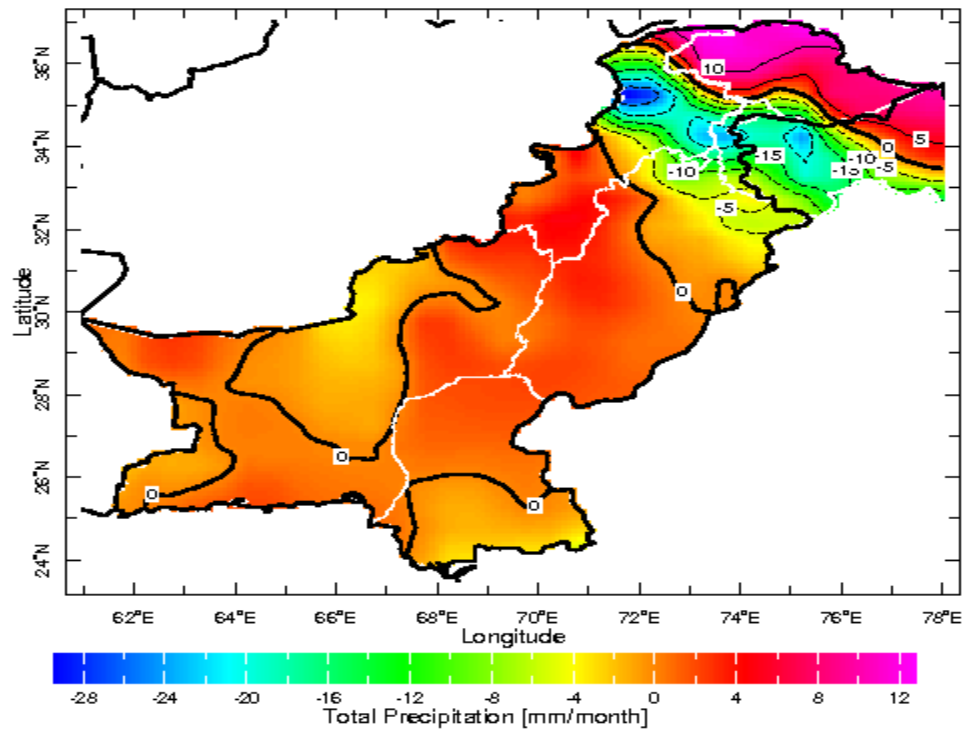 36°N
34°N
32°N
30°N
28°N
26°N
24°N
Latitude
10
5
0
-15
-10
-5
-15
-10
-5
0
0
0
0
62°E 64°E 66°E 68°E 70°E 72°E 74°E 76°E 78°E
Longitude
-28 -24 -20 -16 -12 -8 -4 0 4 8 12
Total Precipitation [mm/month]